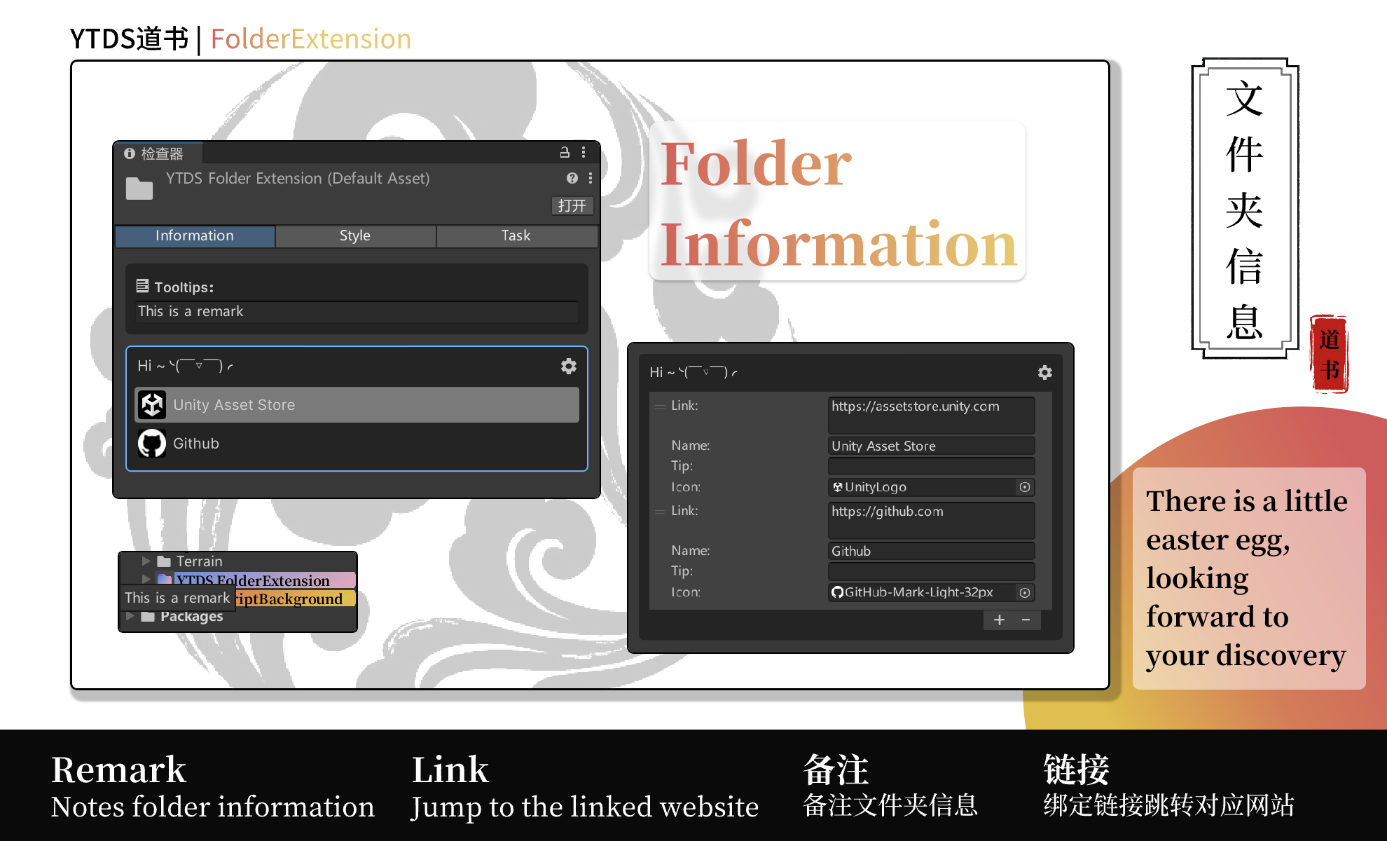 YTDS道书 | FolderExtension
检查器
YTDS Folder Extension (Default Asset)
打开
Information
Style
Task
Tooltips:
This is a remark
Hi ~
Unity Asset Store
Github
Terrain
YTDS FolderExtension
This is a remark
riptBackground
Packages
Folder
Information
Hi ~
Link:
https://assetstore.unity.com
Name:
Unity Asset Store
Tip:
Icon:
UnityLogo
Link:
https://github.com
Name:
Github
Tip:
Icon:
GitHub-Mark-Light-32px
+ −
文件夹信息
道书
There is a little
easter egg,
looking
forward to
your discovery
Remark
Notes folder information
Link
Jump to the linked website
备注
备注文件夹信息
链接
绑定链接跳转对应网站